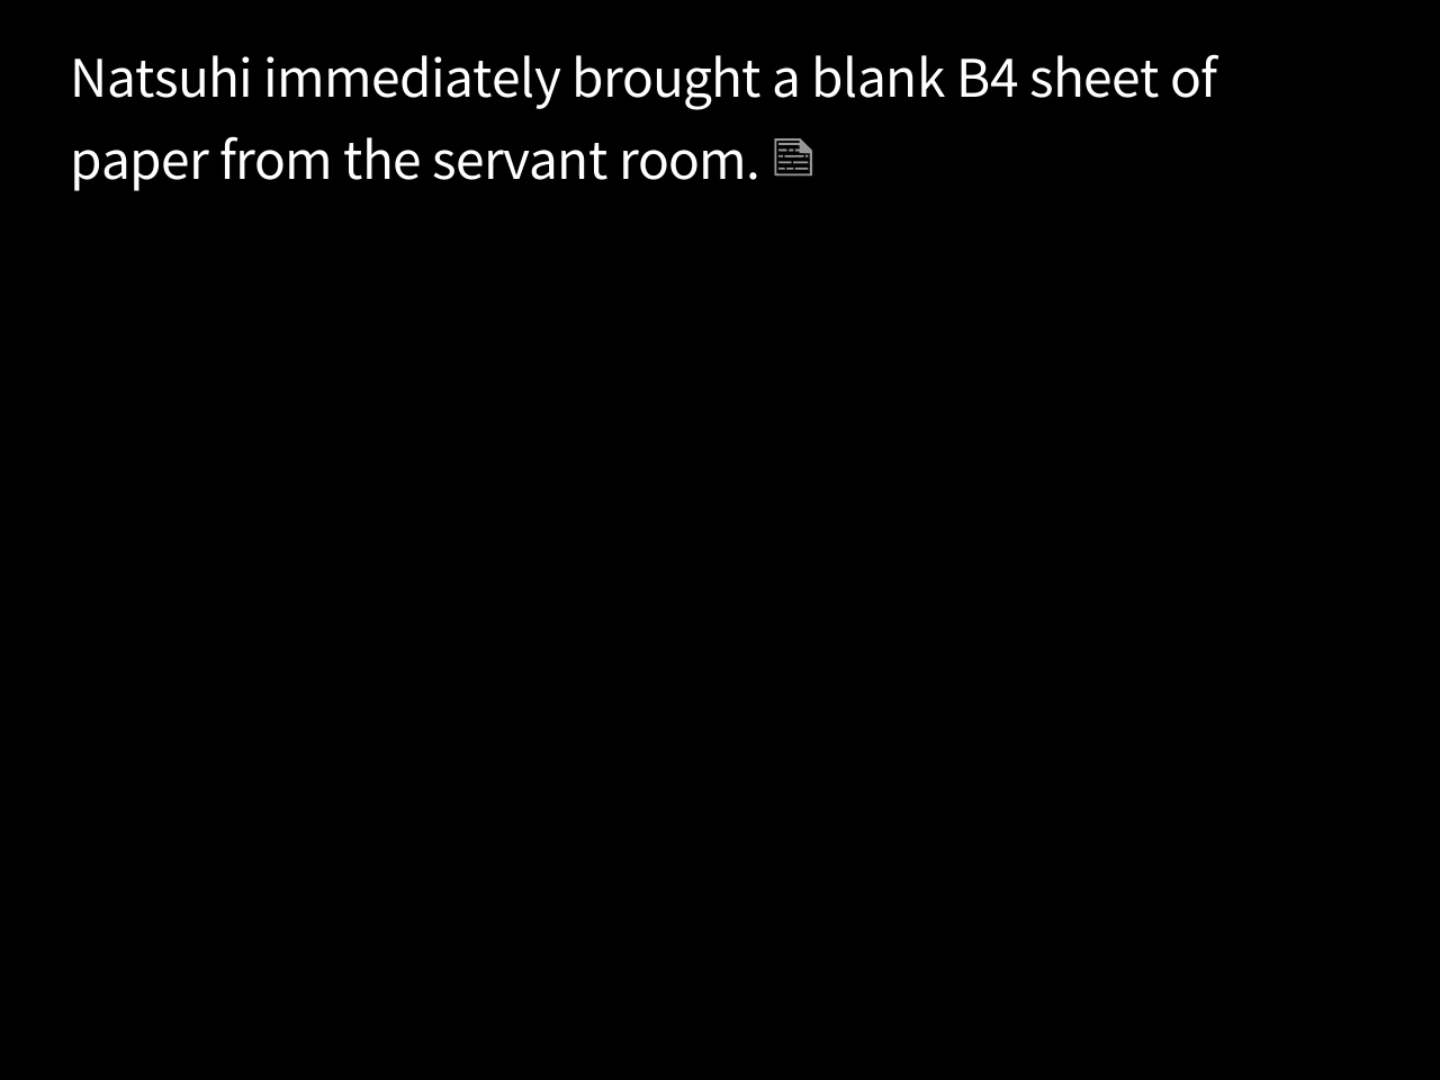 Natsuhi immediately brought a blank B4 sheet of
paper from the servant room.